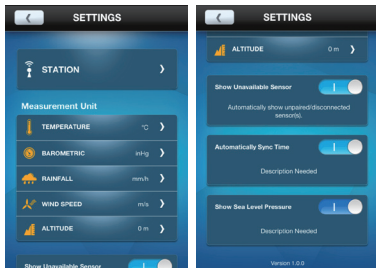 SETTINGS
STATION
Measurement Unit
TEMPERATURE °C
BAROMETRIC inHg
RAINFALL mm/h
WIND SPEED m/s
ALTITUDE 0 m
Show Unavailable Sensor
SETTINGS
ALTITUDE 0 m
Show Unavailable Sensor
Automatically show unpaired/disconnected
sensor(s).
Automatically Sync Time
Description Needed
Show Sea Level Pressure
Description Needed
Version 1.0.0